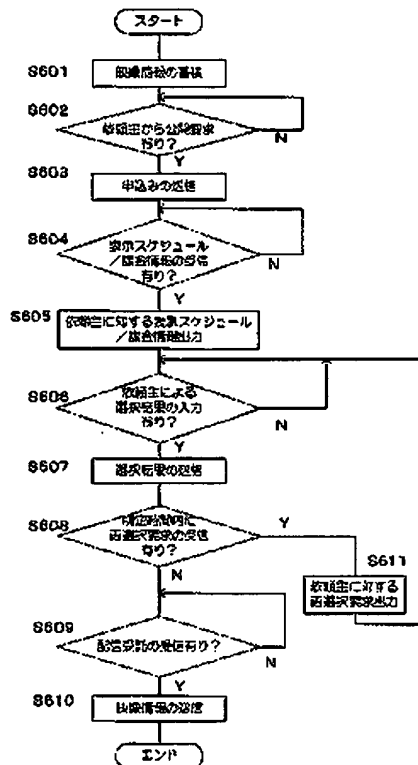 スタート
S601
映像情報の蓄積
S602
依頼主から公開要求
有り？
N
Y
S603
申込みの送信
S604
表示スケジュール
／競合情報の受信
有り？
N
Y
S605
依頼主に対する表示スケジュール
／競合情報出力
S606
依頼主による
選択結果の入力
有り？
N
Y
S607
選択結果の送信
S608
所定時間内に
再選択要求の受信
有り？
Y
N
S611
依頼主に対する
再選択要求出力
S609
配信受託の受信有り？
N
Y
S610
映像情報の送信
エンド